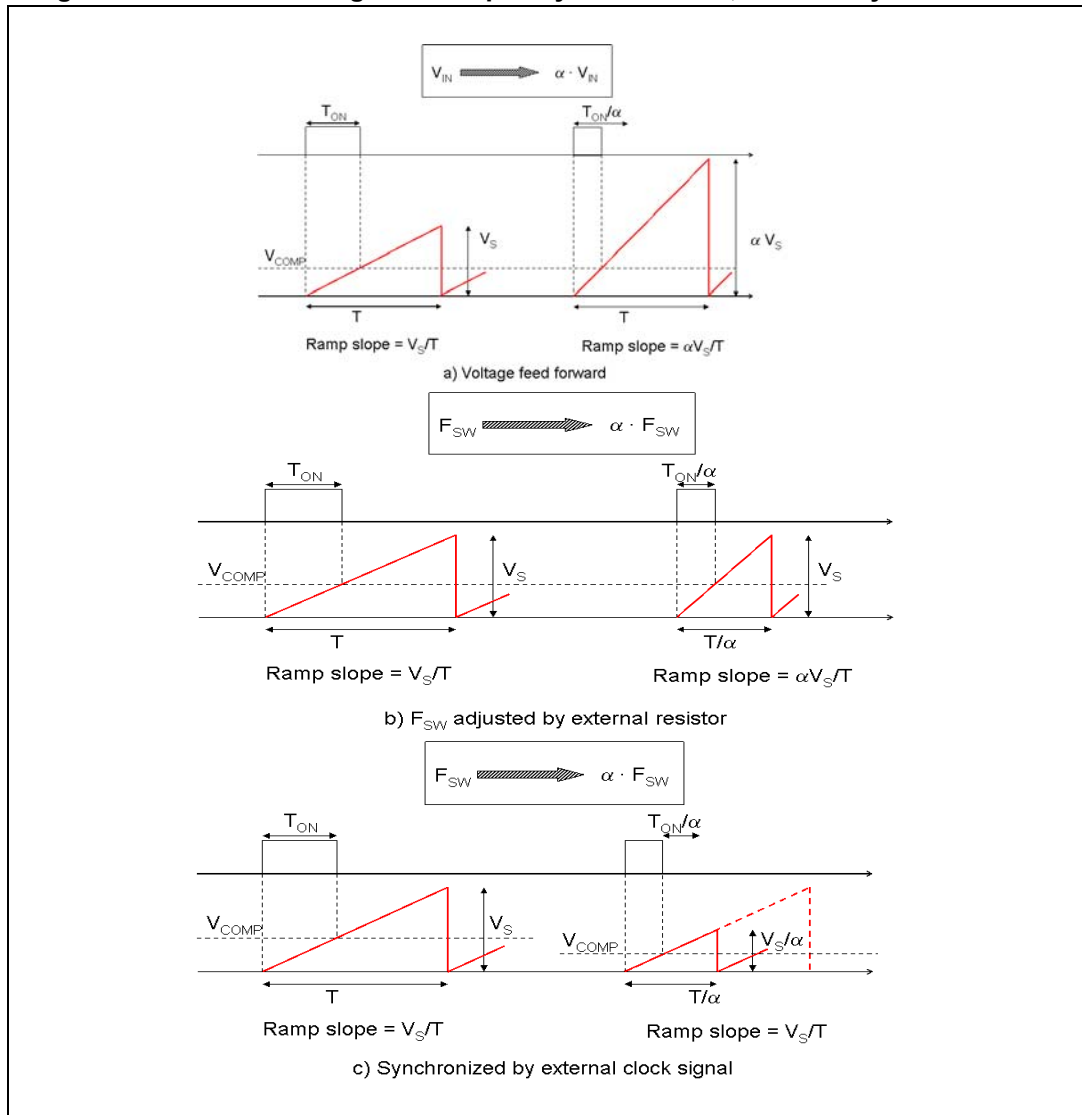 V_IN α · V_IN
T_ON T_ON/α
V_S α V_S
V_COMP
T T
Ramp slope = V_S/T Ramp slope = αV_S/T
a) Voltage feed forward
F_SW α · F_SW
T_ON T_ON/α
V_COMP V_S V_S
T T/α
Ramp slope = V_S/T Ramp slope = αV_S/T
b) F_SW adjusted by external resistor
F_SW α · F_SW
T_ON T_ON/α
V_COMP V_S V_COMP V_S/α
T T/α
Ramp slope = V_S/T Ramp slope = V_S/T
c) Synchronized by external clock signal